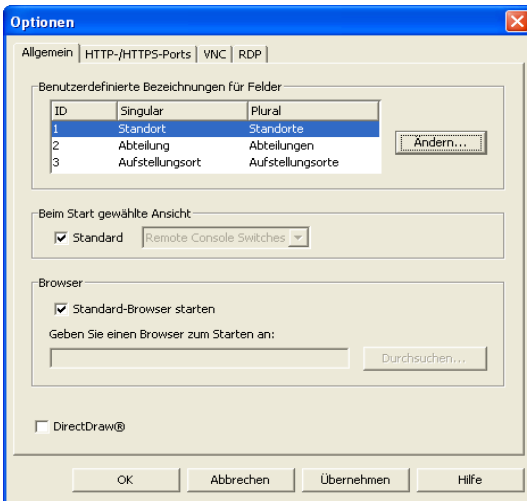 Optionen
Allgemein HTTP-/HTTPS-Ports VNC RDP
Benutzerdefinierte Bezeichnungen für Felder
ID Singular Plural
1 Standort Standorte
2 Abteilung Abteilungen
3 Aufstellungsort Aufstellungsorte
Ändern...
Beim Start gewählte Ansicht
Standard Remote Console Switches
Browser
Standard-Browser starten
Geben Sie einen Browser zum Starten an:
Durchsuchen...
DirectDraw®
OK Abbrechen Übernehmen Hilfe